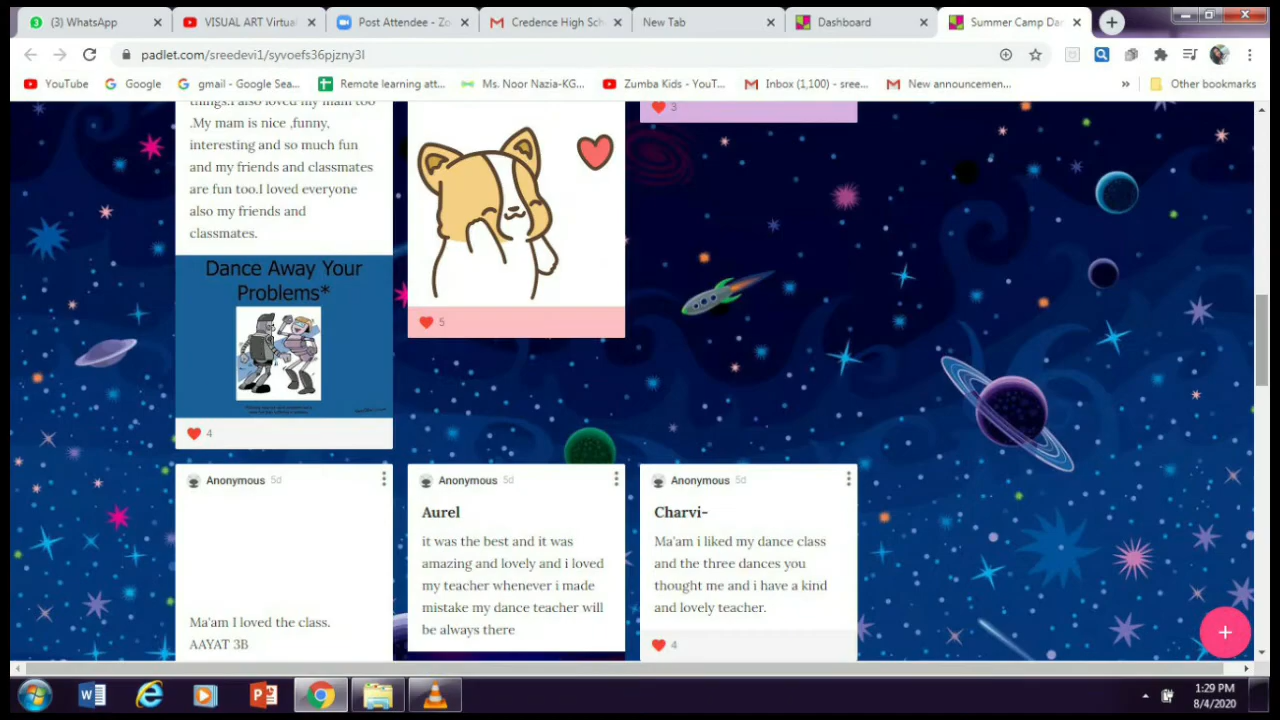 (3) WhatsApp
VISUAL ART Virtual
Post Attendee - Zo
Credence High Sch
New Tab
Dashboard
Summer Camp Dan
padlet.com/sreedevi1/syvoefs36pjzny3l
YouTube
Google
gmail - Google Sea...
Remote learning att...
Ms. Noor Nazia-KG...
Zumba Kids - YouT...
Inbox (1,100) - sree...
New announcemen...
»
Other bookmarks
things.I also loved my mam too
.My mam is nice ,funny,
interesting and so much fun
and my friends and classmates
are fun too.I loved everyone
also my friends and
classmates.
Dance Away Your
Problems*
4
5
3
Anonymous 5d
Ma'am I loved the class.
AAYAT 3B
Anonymous 5d
Aurel
it was the best and it was
amazing and lovely and i loved
my teacher whenever i made
mistake my dance teacher will
be always there
Anonymous 5d
Charvi-
Ma'am i liked my dance class
and the three dances you
thought me and i have a kind
and lovely teacher.
4
1:29 PM
8/4/2020